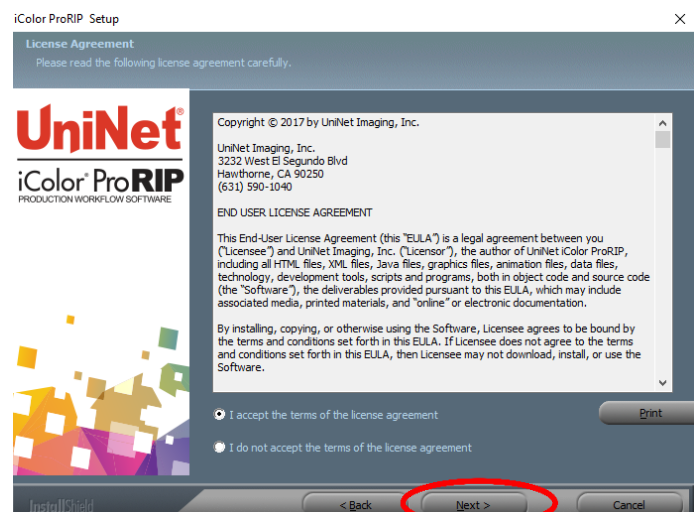 iColor ProRIP Setup
License Agreement
Please read the following license agreement carefully.
UniNet®
iColor® ProRIP
PRODUCTION WORKFLOW SOFTWARE
Copyright © 2017 by UniNet Imaging, Inc.
UniNet Imaging, Inc.
3232 West El Segundo Blvd
Hawthorne, CA 90250
(631) 590-1040
END USER LICENSE AGREEMENT
This End-User License Agreement (this "EULA") is a legal agreement between you
("Licensee") and UniNet Imaging, Inc. ("Licensor"), the author of UniNet iColor ProRIP,
including all HTML files, XML files, Java files, graphics files, animation files, data files,
technology, development tools, scripts and programs, both in object code and source code
(the "Software"), the deliverables provided pursuant to this EULA, which may include
associated media, printed materials, and "online" or electronic documentation.
By installing, copying, or otherwise using the Software, Licensee agrees to be bound by
the terms and conditions set forth in this EULA. If Licensee does not agree to the terms
and conditions set forth in this EULA, then Licensee may not download, install, or use the
Software.
I accept the terms of the license agreement
Print
I do not accept the terms of the license agreement
InstallShield
< Back
Next >
Cancel